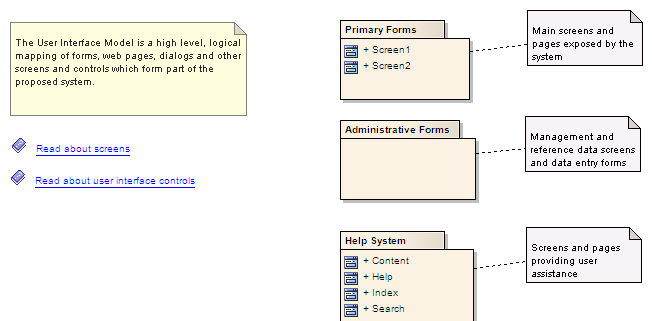 The User Interface Model is a high level, logical
mapping of forms, web pages, dialogs and other
screens and controls which form part of the
proposed system.
Read about screens
Read about user interface controls
Primary Forms
+ Screen1
+ Screen2
Main screens and
pages exposed by the
system
Administrative Forms
Management and
reference data screens
and data entry forms
Help System
+ Content
+ Help
+ Index
+ Search
Screens and pages
providing user
assistance